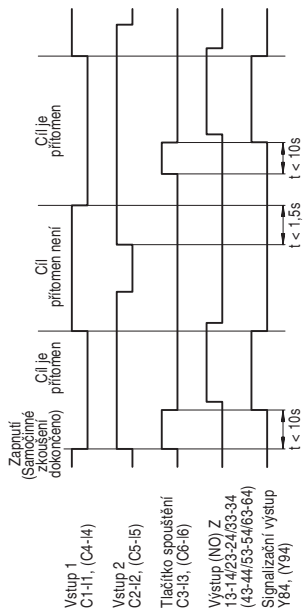 Zapnutí
(Samočinné
zkoušení
dokončeno)
Cíl je
přítomen
Cíl
přítomen není
Cíl je
přítomen
Vstup 1
C1-I1, (C4-I4)
Vstup 2
C2-I2, (C5-I5)
Tlačítko spouštění
C3-I3, (C6-I6)
Výstup (NO) Z
13-14/23-24/33-34
(43-44/53-54/63-64)
Signalizační výstup
Y84, (Y94)
t < 10s
t < 1,5s
t < 10s